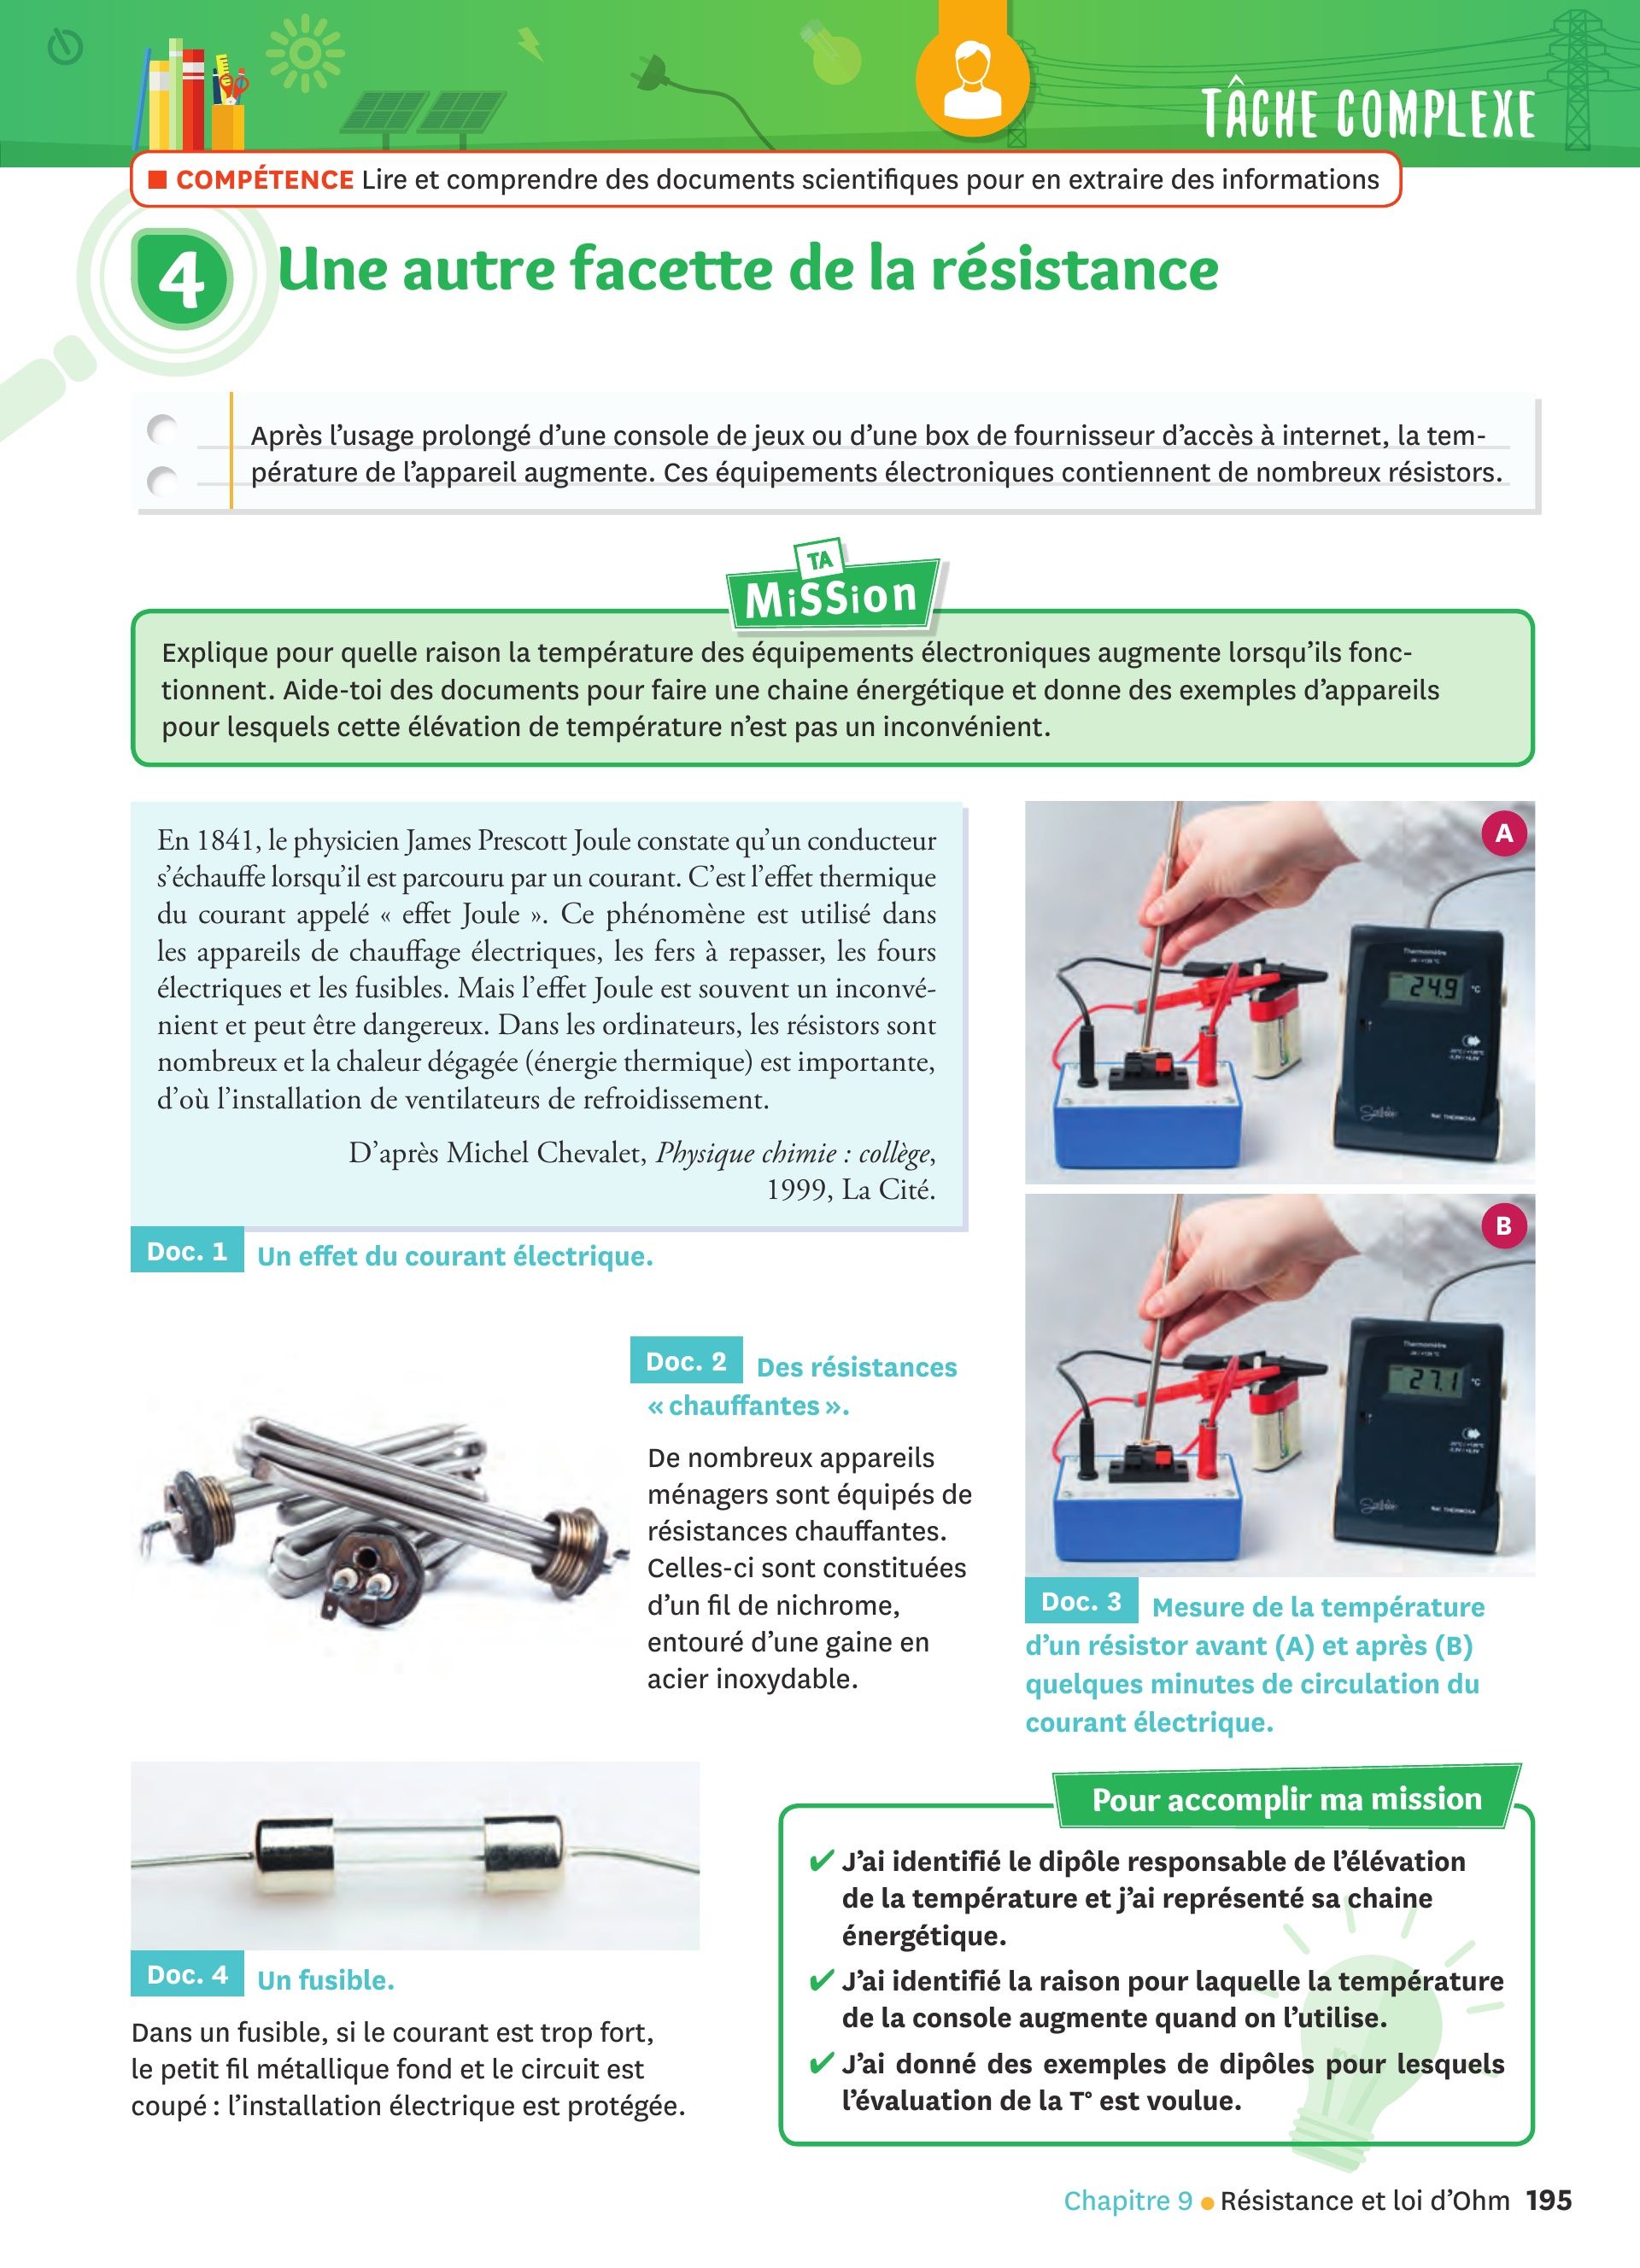 TÂCHE COMPLEXE
COMPÉTENCE Lire et comprendre des documents scientifiques pour en extraire des informations
4 Une autre facette de la résistance
Après l'usage prolongé d'une console de jeux ou d'une box de fournisseur d'accès à internet, la tem-
pérature de l'appareil augmente. Ces équipements électroniques contiennent de nombreux résistors.
TA
MiSSion
Explique pour quelle raison la température des équipements électroniques augmente lorsqu'ils fonc-
tionnent. Aide-toi des documents pour faire une chaine énergétique et donne des exemples d'appareils
pour lesquels cette élévation de température n'est pas un inconvénient.
En 1841, le physicien James Prescott Joule constate qu'un conducteur
s'échauffe lorsqu'il est parcouru par un courant. C'est l'effet thermique
du courant appelé « effet Joule ». Ce phénomène est utilisé dans
les appareils de chauffage électriques, les fers à repasser, les fours
électriques et les fusibles. Mais l'effet Joule est souvent un inconvé-
nient et peut être dangereux. Dans les ordinateurs, les résistors sont
nombreux et la chaleur dégagée (énergie thermique) est importante,
d'où l'installation de ventilateurs de refroidissement.
D'après Michel Chevalet, Physique chimie : collège,
1999, La Cité.
Doc. 1 Un effet du courant électrique.
A
Thermomètre
24.9 °C
B
Thermomètre
27.1 °C
Doc. 2 Des résistances
« chauffantes ».
De nombreux appareils
ménagers sont équipés de
résistances chauffantes.
Celles-ci sont constituées
d'un fil de nichrome,
entouré d'une gaine en
acier inoxydable.
Doc. 3 Mesure de la température
d'un résistor avant (A) et après (B)
quelques minutes de circulation du
courant électrique.
Doc. 4 Un fusible.
Dans un fusible, si le courant est trop fort,
le petit fil métallique fond et le circuit est
coupé : l'installation électrique est protégée.
Pour accomplir ma mission
✔ J'ai identifié le dipôle responsable de l'élévation
de la température et j'ai représenté sa chaine
énergétique.
✔ J'ai identifié la raison pour laquelle la température
de la console augmente quand on l'utilise.
✔ J'ai donné des exemples de dipôles pour lesquels
l'évaluation de la T° est voulue.
Chapitre 9 • Résistance et loi d'Ohm 195